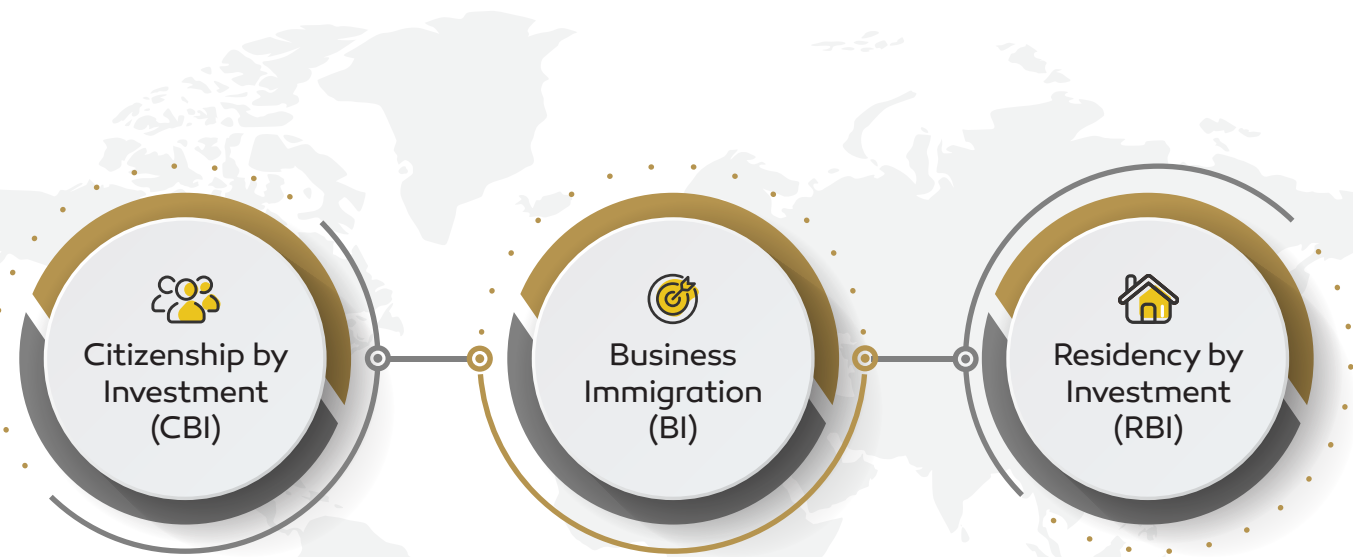 Citizenship by
Investment
(CBI)
Business
Immigration
(BI)
Residency by
Investment
(RBI)